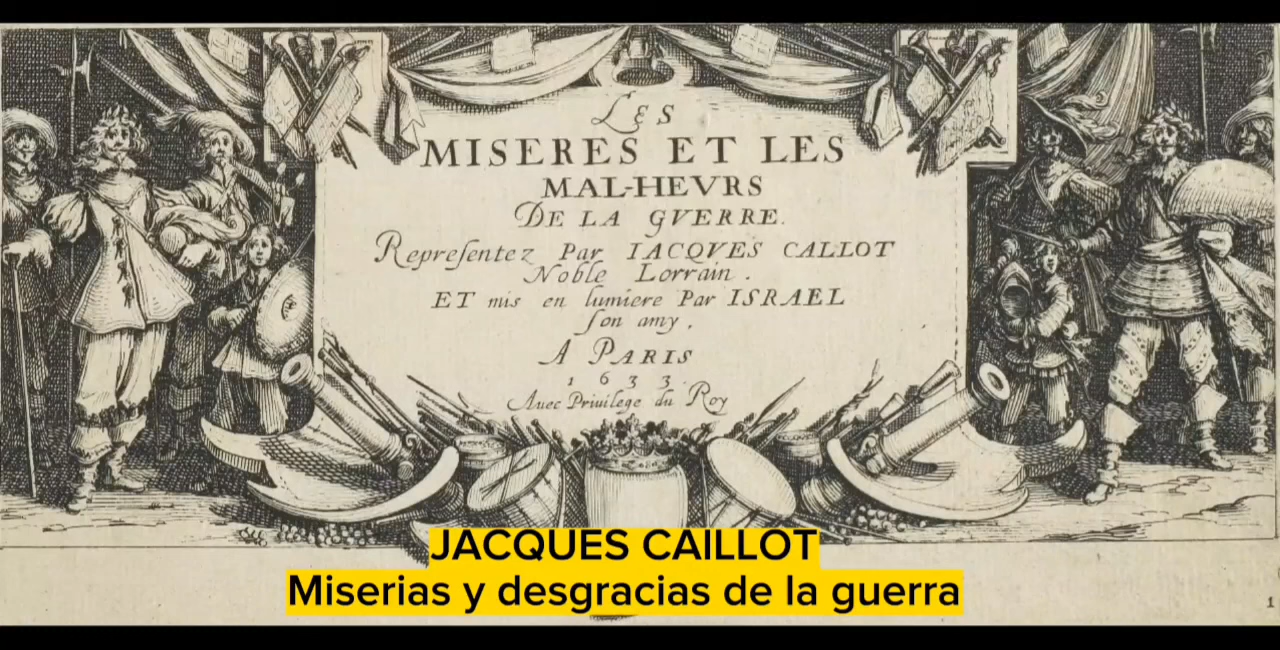 LES
MISERES ET LES
MAL-HEVRS
DE LA GVERRE.
Repreſentez Par IACQVES CALLOT
Noble Lorrain.
ET mis en lumiere Par ISRAEL
ſon amy.
A PARIS
1633.
Auec Priuilege du Roy
JACQUES CAILLOT
Miserias y desgracias de la guerra
1